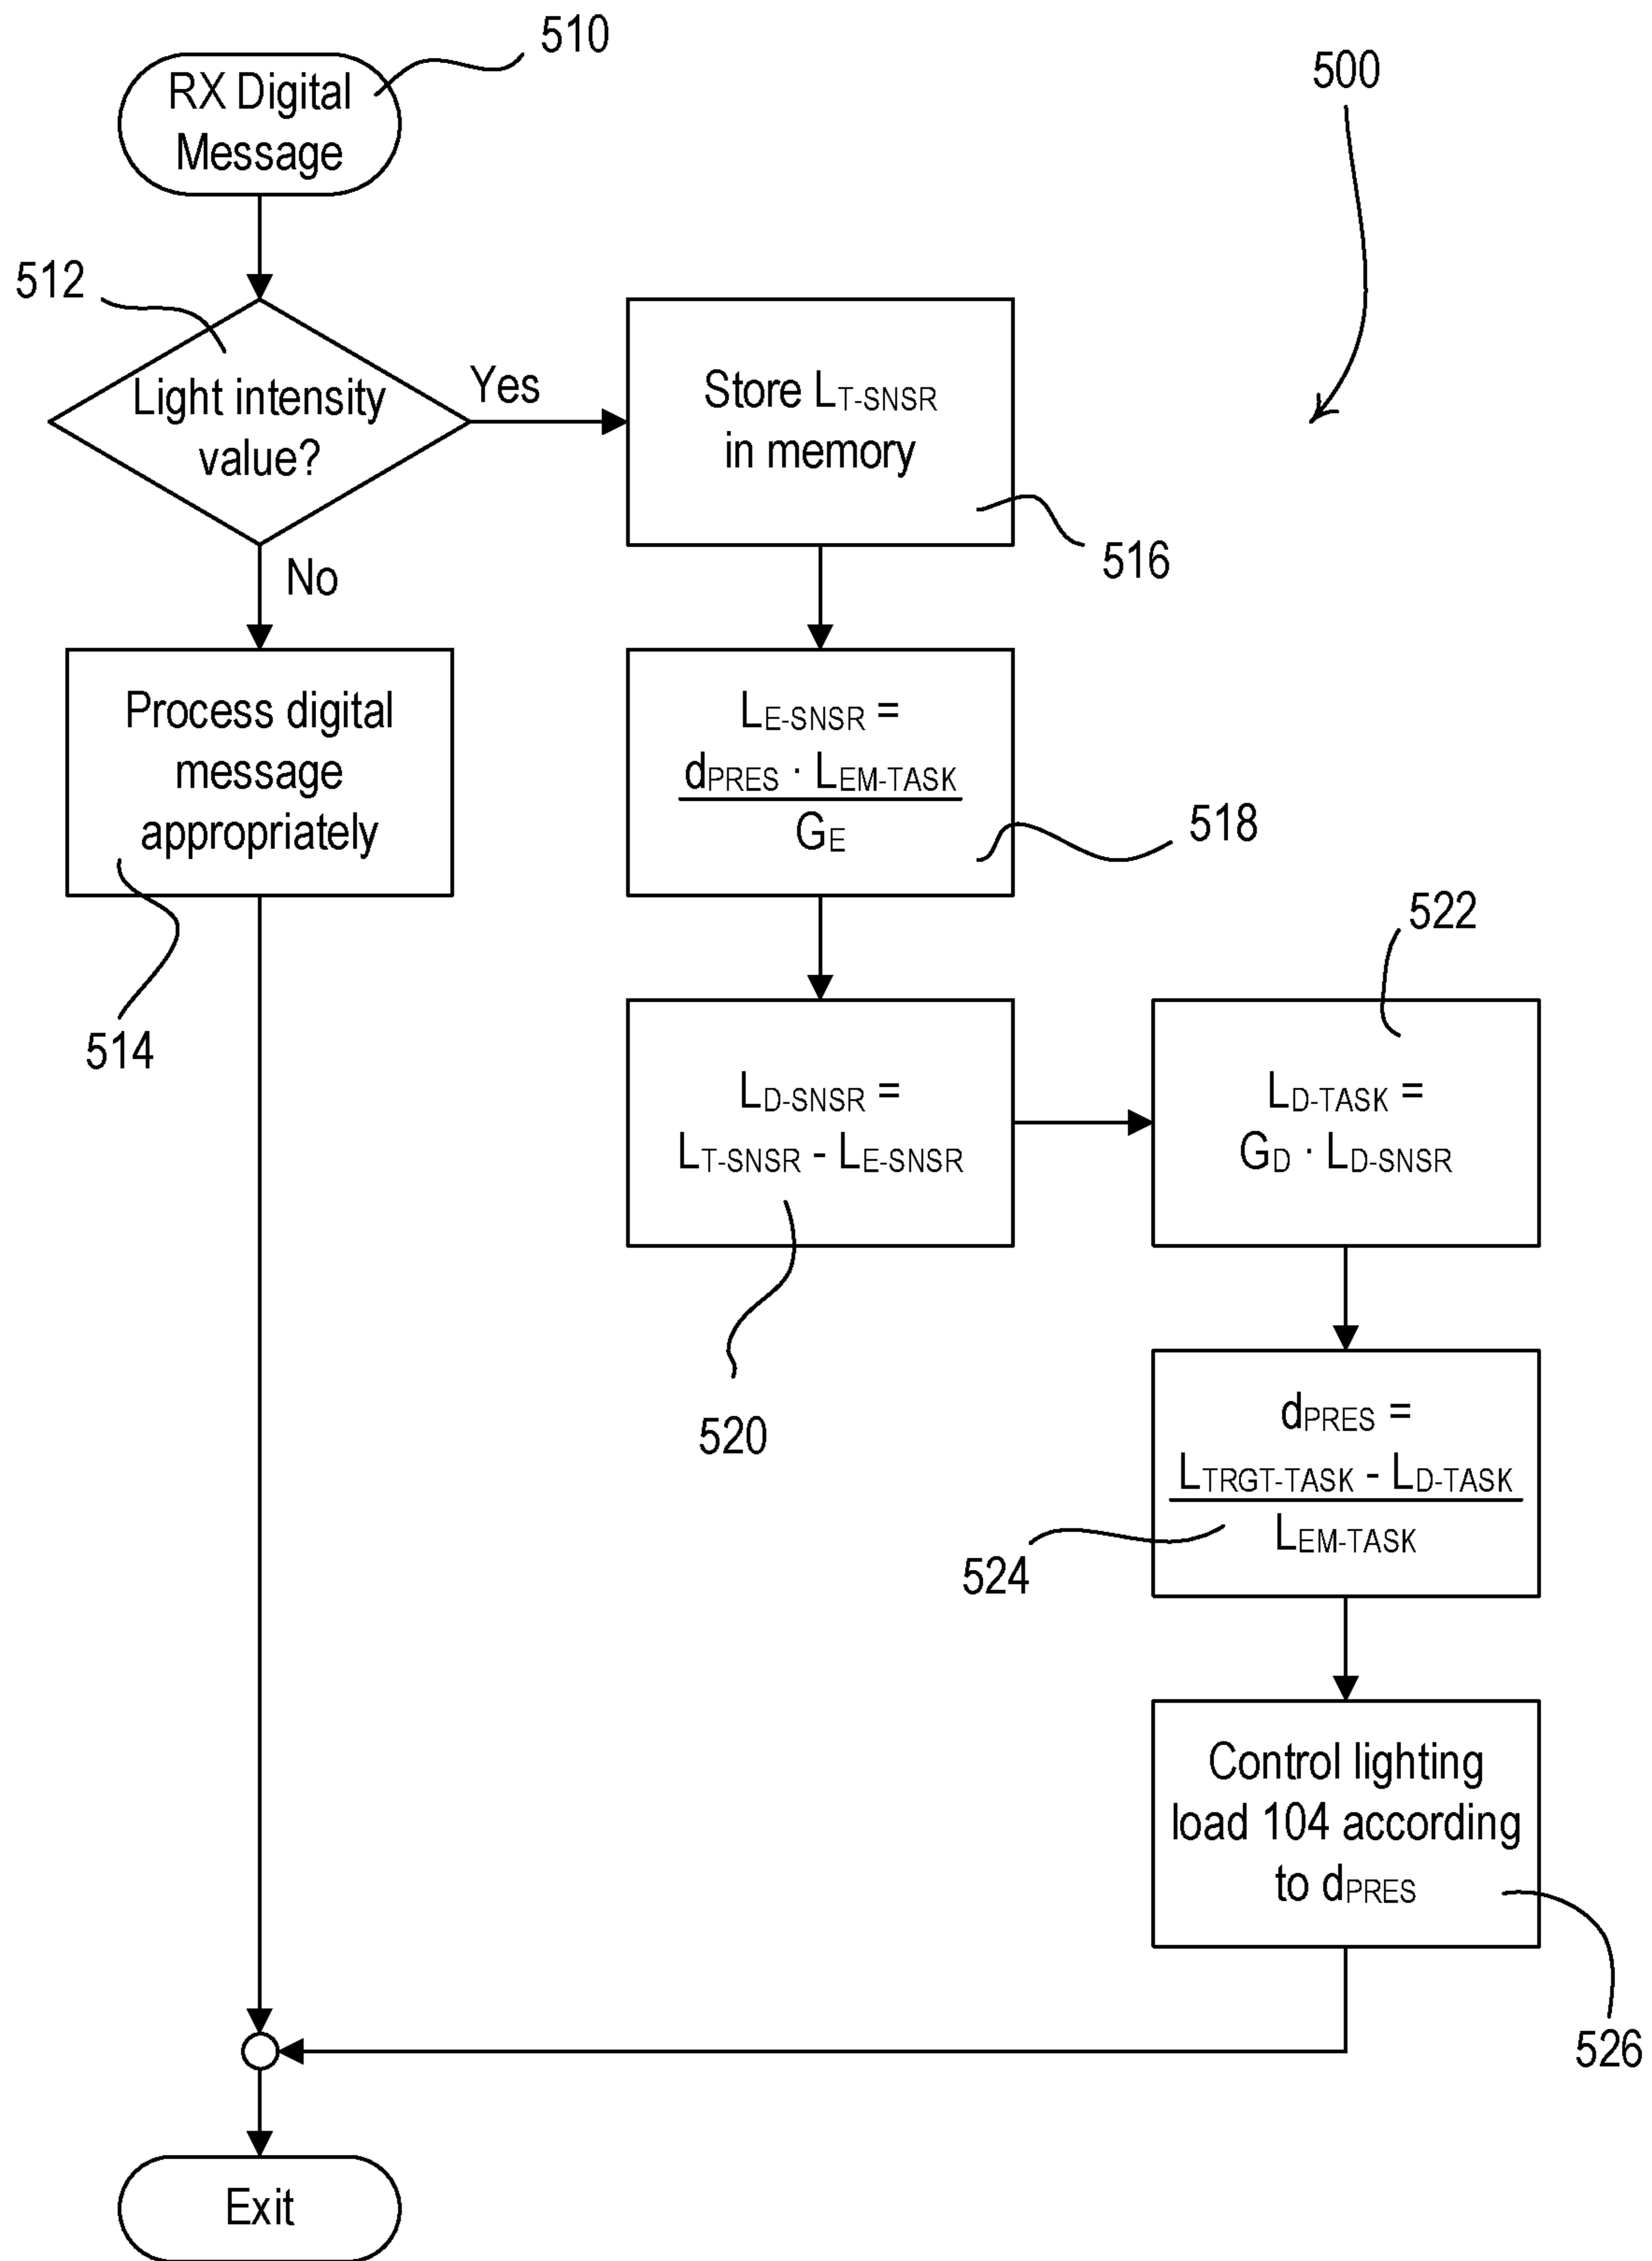 510
RX Digital
Message
500
512
Light intensity
value?
Yes
No
Store LT-SNSR
in memory
516
Process digital
message
appropriately
514
LE-SNSR =
dPRES · LEM-TASK
GE
518
LD-SNSR =
LT-SNSR - LE-SNSR
520
522
LD-TASK =
GD · LD-SNSR
dPRES =
LTRGT-TASK - LD-TASK
LEM-TASK
524
Control lighting
load 104 according
to dPRES
526
Exit